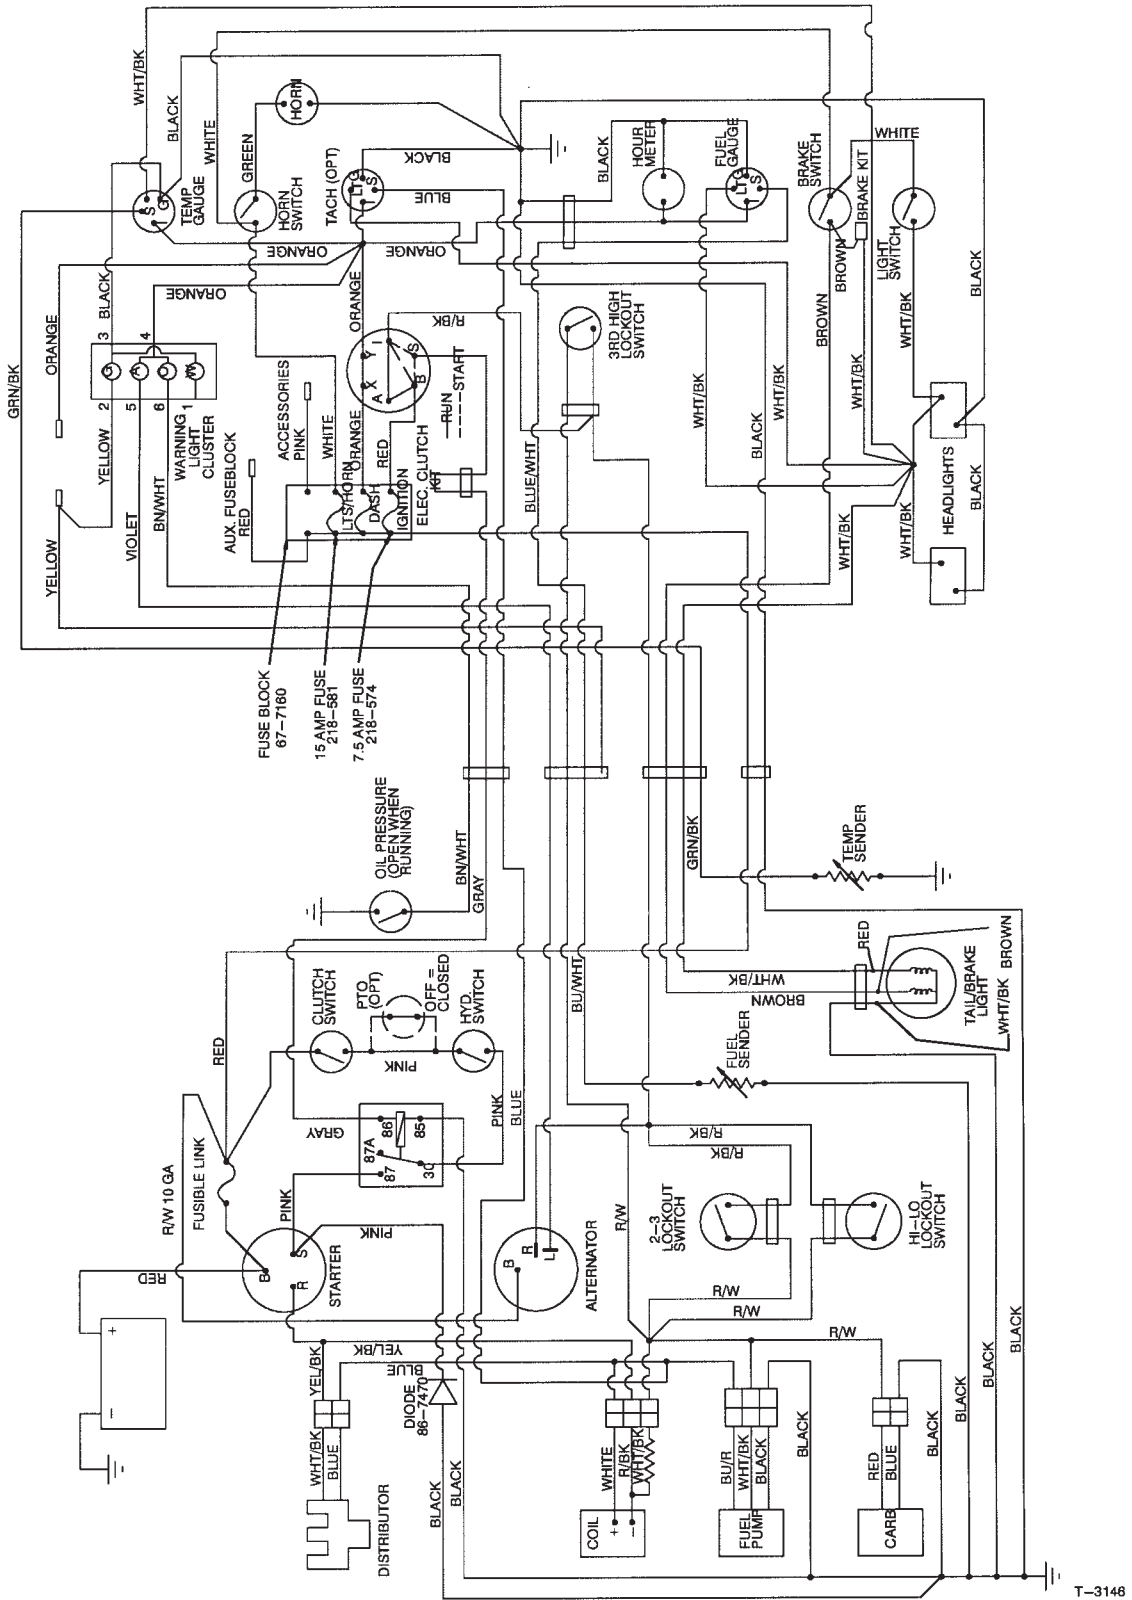 WHT/BK
BLACK
WHITE
GREEN
HORN
TACH (OPT)
BLACK
BLUE
BLACK
HOUR
METER
FUEL
GAUGE
BRAKE
SWITCH
WHITE
BRAKE KIT
S
G
TEMP
GAUGE
HORN
SWITCH
LT
G
S
I
LT
G
S
I
BROWN
LIGHT
SWITCH
BLACK
ORANGE
ORANGE
ORANGE
BLACK
ORANGE
ORANGE
R/BK
3RD HIGH
LOCKOUT
SWITCH
BROWN
WHT/BK
GRN/BK
3
4
G
A
O
W
2
5
6
1
YELLOW
WARNING
LIGHT
CLUSTER
Y
I
X
A
S
B
RUN
START
ACCESSORIES
PINK
WHITE
ORANGE
RED
ELEC. CLUTCH
KIT
WHT/BK
BLACK
WHT/BK
HEADLIGHTS
BLACK
YELLOW
VIOLET
BN/WHT
AUX. FUSEBLOCK
RED
LTS/HORN
DASH
IGNITION
BLUE/WHT
WHT/BK
WHT/BK
FUSE BLOCK
67-7160
15 AMP FUSE
218-581
7.5 AMP FUSE
218-574
OIL PRESSURE
(OPEN WHEN
RUNNING)
BN/WHT
GRAY
GRN/BK
TEMP
SENDER
RED
CLUTCH
SWITCH
PTO
(OPT)
OFF =
CLOSED
HYD.
SWITCH
PINK
BU/WHT
WHT/BK
BROWN
RED
TAIL/BRAKE
LIGHT
WHT/BK
BROWN
FUEL
SENDER
R/W 10 GA
FUSIBLE LINK
GRAY
87A
86
85
87
30
PINK
BLUE
PINK
PINK
R/BK
R/BK
R/W
RED
B
S
R
STARTER
B
R
L
ALTERNATOR
2-3
LOCKOUT
SWITCH
HI-LO
LOCKOUT
SWITCH
R/W
R/W
R/W
+
-
YEL/BK
YEL/BK
BLUE
DIODE
86-7470
WHT/BK
BLUE
DISTRIBUTOR
BLACK
BLACK
WHITE
R/BK
WHT/BK
COIL
+
-
BU/R
WHT/BK
BLACK
FUEL
PUMP
BLACK
RED
BLUE
CARB
BLACK
BLACK
BLACK
BLACK
T-3146